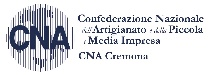 CNA
Confederazione Nazionale
dell'Artigianato e della Piccola
e Media Impresa
CNA Cremona